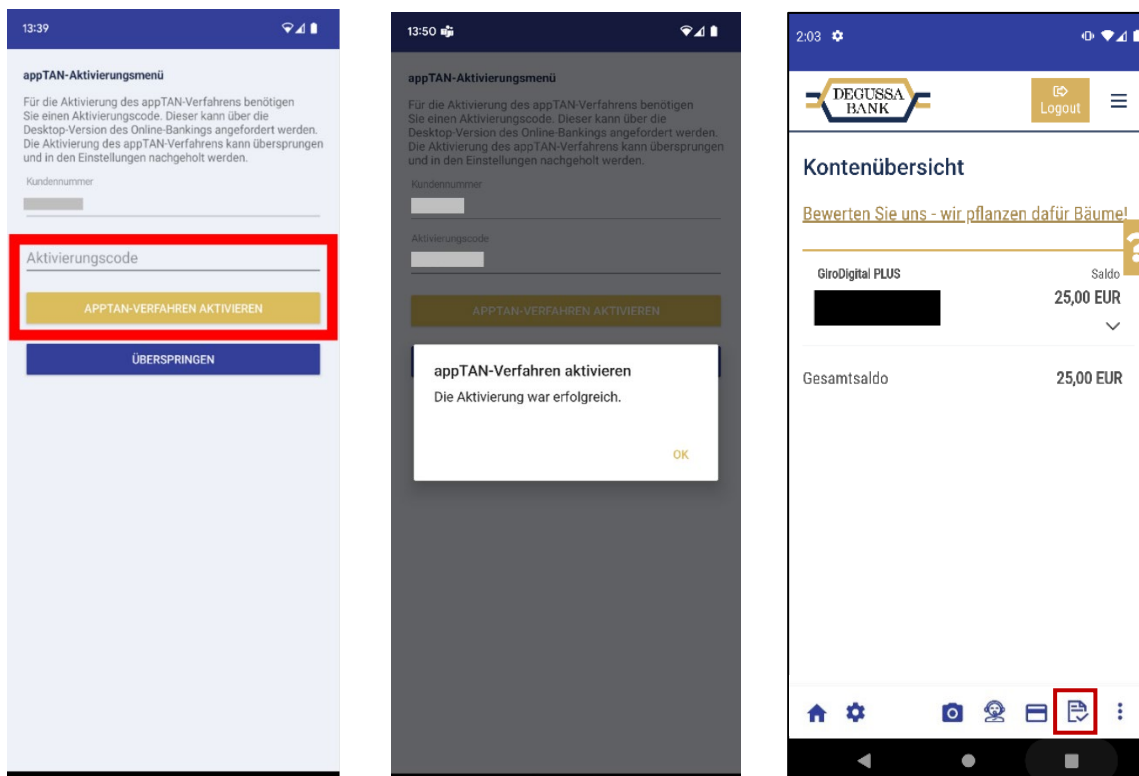 13:39
appTAN-Aktivierungsmenü
Für die Aktivierung des appTAN-Verfahrens benötigen
Sie einen Aktivierungscode. Dieser kann über die
Desktop-Version des Online-Bankings angefordert werden.
Die Aktivierung des appTAN-Verfahrens kann übersprungen
und in den Einstellungen nachgeholt werden.
Kundennummer
Aktivierungscode
APPTAN-VERFAHREN AKTIVIEREN
ÜBERSPRINGEN
13:50
appTAN-Aktivierungsmenü
Für die Aktivierung des appTAN-Verfahrens benötigen
Sie einen Aktivierungscode. Dieser kann über die
Desktop-Version des Online-Bankings angefordert werden.
Die Aktivierung des appTAN-Verfahrens kann übersprungen
und in den Einstellungen nachgeholt werden.
Kundennummer
Aktivierungscode
APPTAN-VERFAHREN AKTIVIEREN
appTAN-Verfahren aktivieren
Die Aktivierung war erfolgreich.
OK
2:03
DEGUSSA
BANK
Logout
Kontenübersicht
Bewerten Sie uns - wir pflanzen dafür Bäume!
?
GiroDigital PLUS Saldo
25,00 EUR
Gesamtsaldo 25,00 EUR